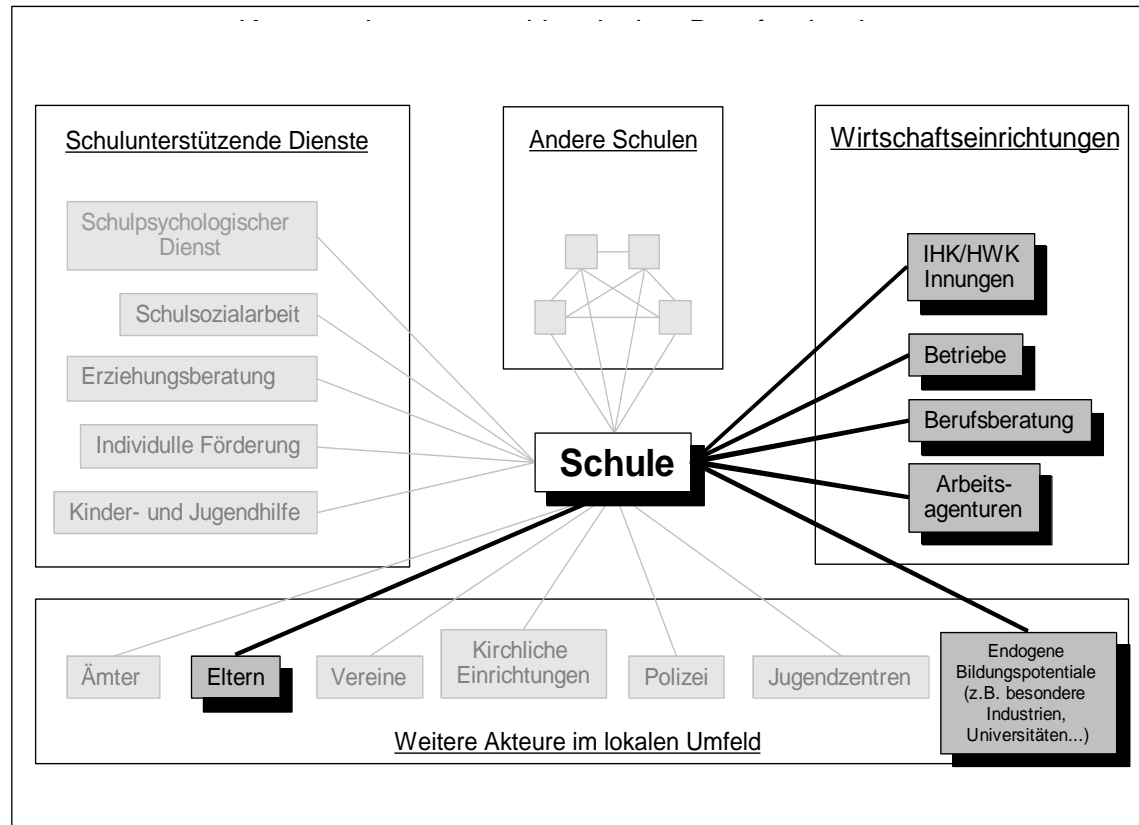 Schulunterstützende Dienste
Schulpsychologischer
Dienst
Schulsozialarbeit
Erziehungsberatung
Individulle Förderung
Kinder- und Jugendhilfe
Andere Schulen
Wirtschaftseinrichtungen
IHK/HWK
Innungen
Betriebe
Berufsberatung
Arbeits-
agenturen
Schule
Ämter
Eltern
Vereine
Kirchliche
Einrichtungen
Polizei
Jugendzentren
Endogene
Bildungspotentiale
(z.B. besondere
Industrien,
Universitäten...)
Weitere Akteure im lokalen Umfeld